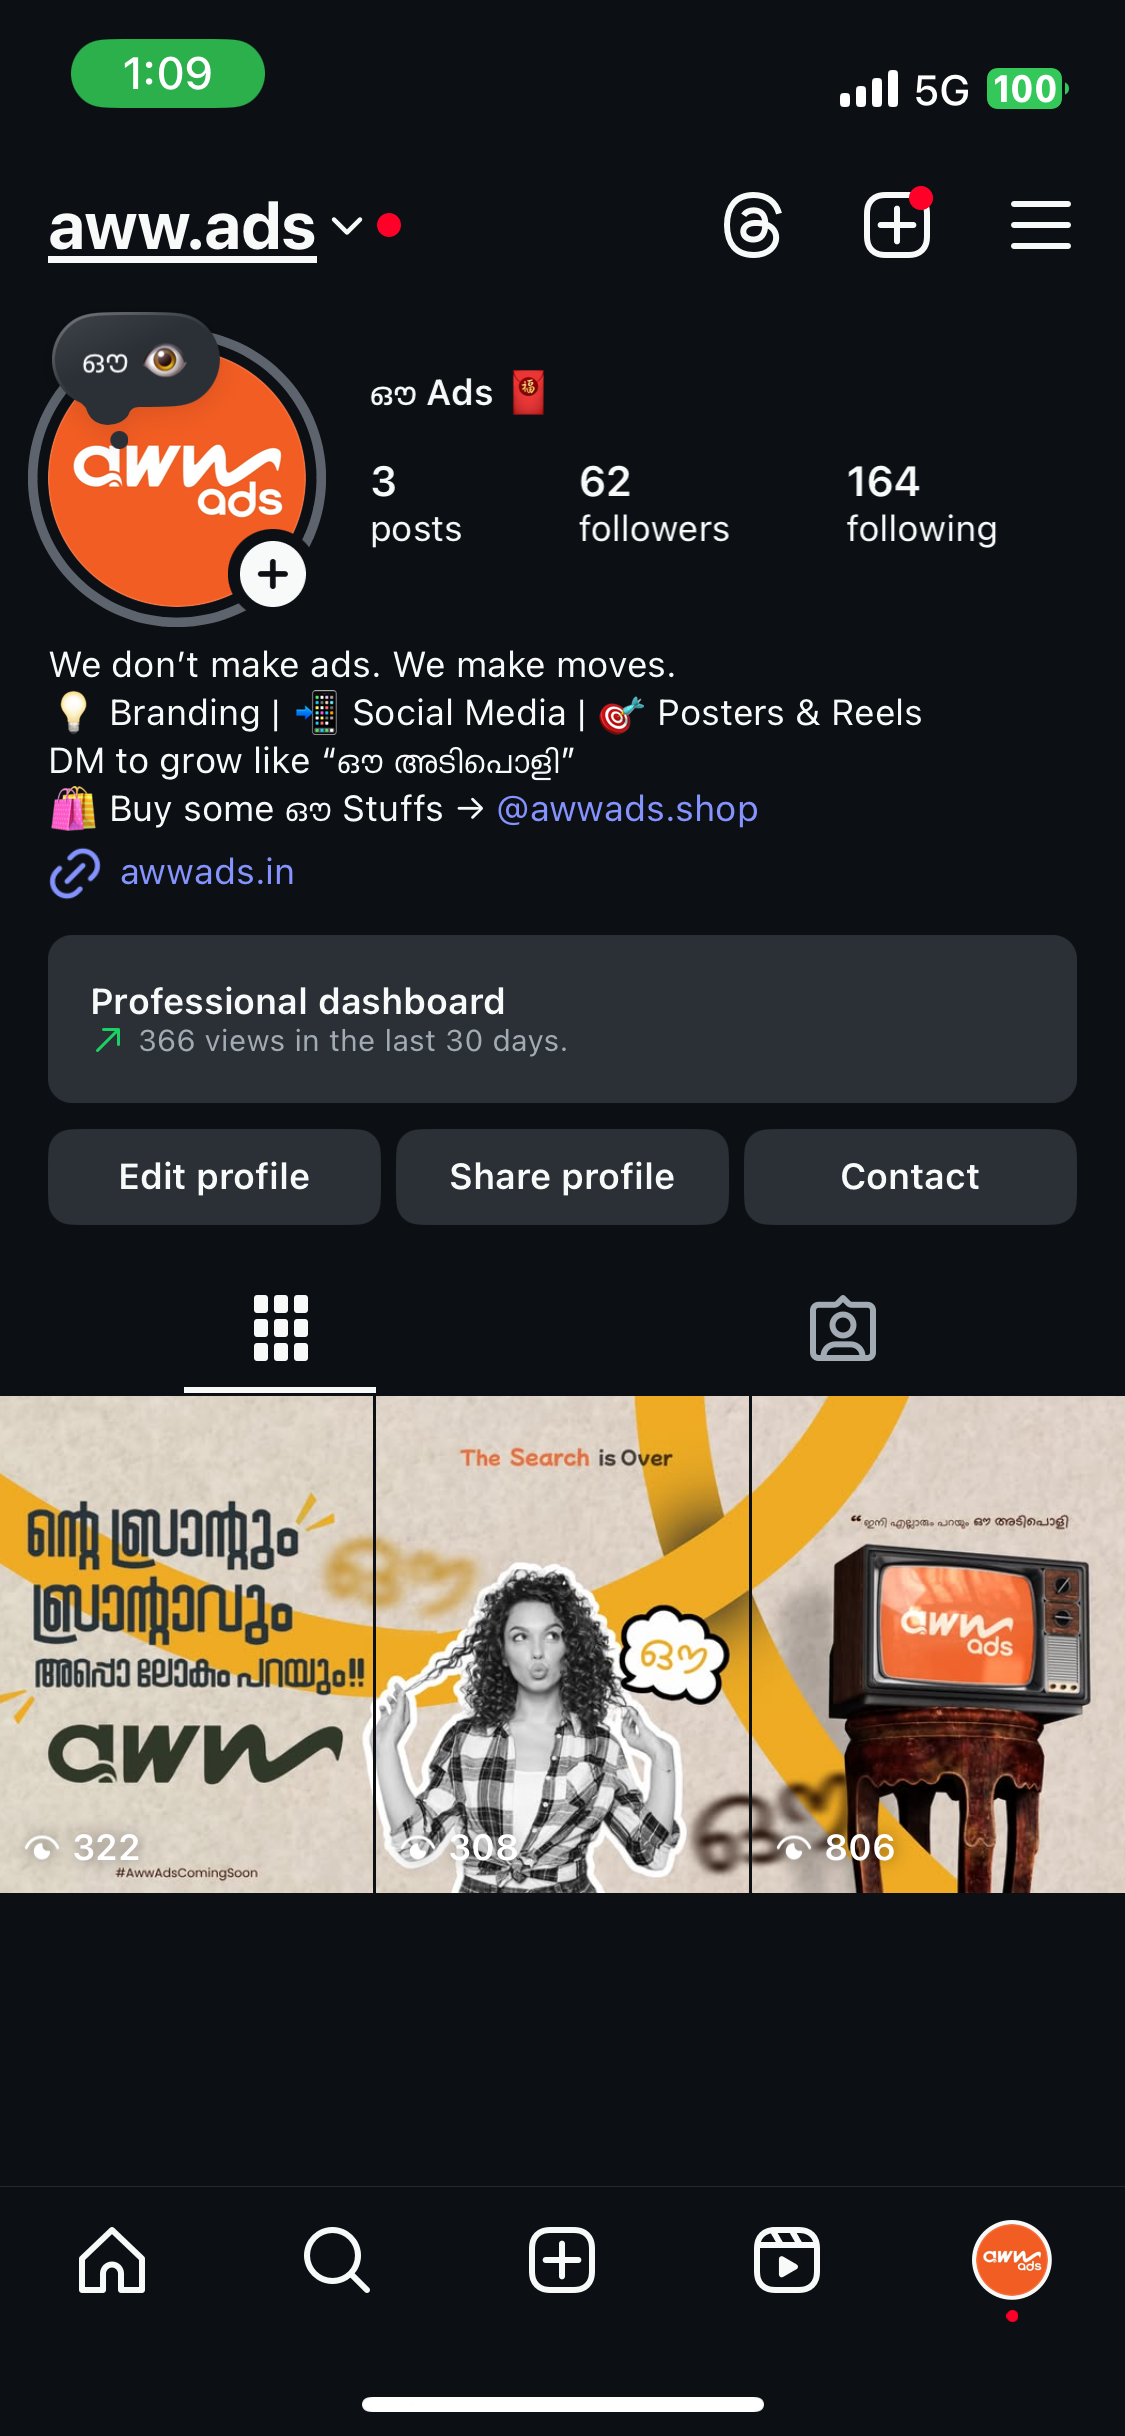 1:09
5G 100
aww.ads
ഔ 👁️
ഔ Ads 🧧
aww
ads
3 62 164
posts followers following
We don’t make ads. We make moves.
💡 Branding | 📲 Social Media | 🎯 Posters & Reels
DM to grow like “ഔ അടിപൊളി”
🛍️ Buy some ഔ Stuffs → @awwads.shop
awwads.in
Professional dashboard
366 views in the last 30 days.
Edit profile Share profile Contact
ന്റെ ബ്രാന്റും
ബ്രാന്റാവും
അപ്പൊ ലോകം പറയും!!
aww
322
#AwwAdsComingSoon
The Search is Over
ഔ
ഔ
308
“ ഇനി എല്ലാരും പറയും ഔ അടിപൊളി
aww
ads
ഔ
806
aww
ads